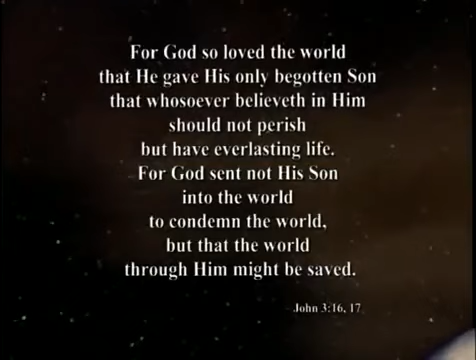 For God so loved the world
that He gave His only begotten Son
that whosoever believeth in Him
should not perish
but have everlasting life.
For God sent not His Son
into the world
to condemn the world,
but that the world
through Him might be saved.
John 3:16, 17